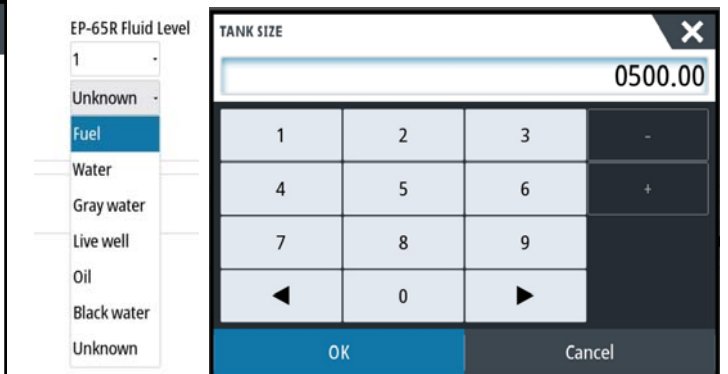 EP-65R Fluid Level
1
Unknown
Fuel
Water
Gray water
Live well
Oil
Black water
Unknown
TANK SIZE
0500.00
1 2 3 -
4 5 6 +
7 8 9
0
OK Cancel